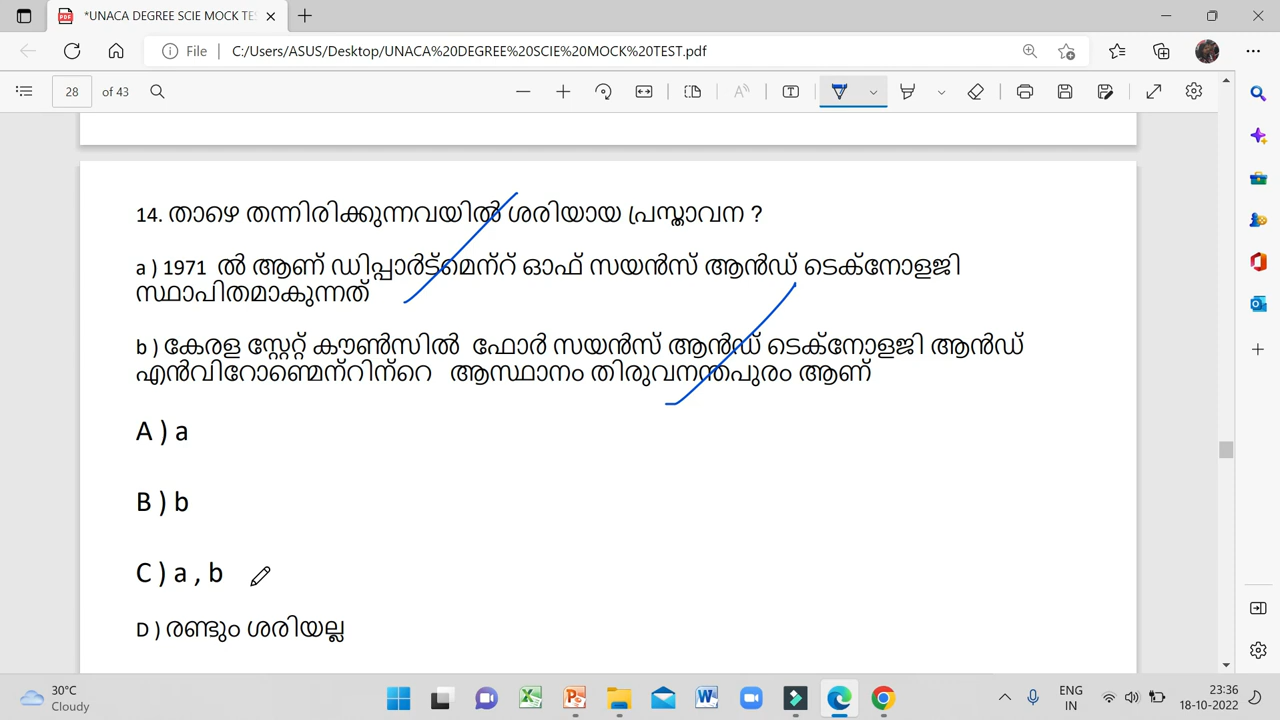 *UNACA DEGREE SCIE MOCK TES
File
C:/Users/ASUS/Desktop/UNACA%20DEGREE%20SCIE%20MOCK%20TEST.pdf
28 of 43
14. താഴെ തന്നിരിക്കുന്നവയിൽ ശരിയായ പ്രസ്താവന ?
a ) 1971 ൽ ആണ് ഡിപ്പാർട്മെന്റ് ഓഫ് സയൻസ് ആൻഡ് ടെക്നോളജി
സ്ഥാപിതമാകുന്നത്
b ) കേരള സ്റ്റേറ്റ് കൗൺസിൽ ഫോർ സയൻസ് ആൻഡ് ടെക്നോളജി ആൻഡ്
എൻവിറോണ്മെന്റിന്റെ ആസ്ഥാനം തിരുവനന്തപുരം ആണ്
A ) a
B ) b
C ) a , b
D ) രണ്ടും ശരിയല്ല
30°C
Cloudy
ENG
IN
23:36
18-10-2022